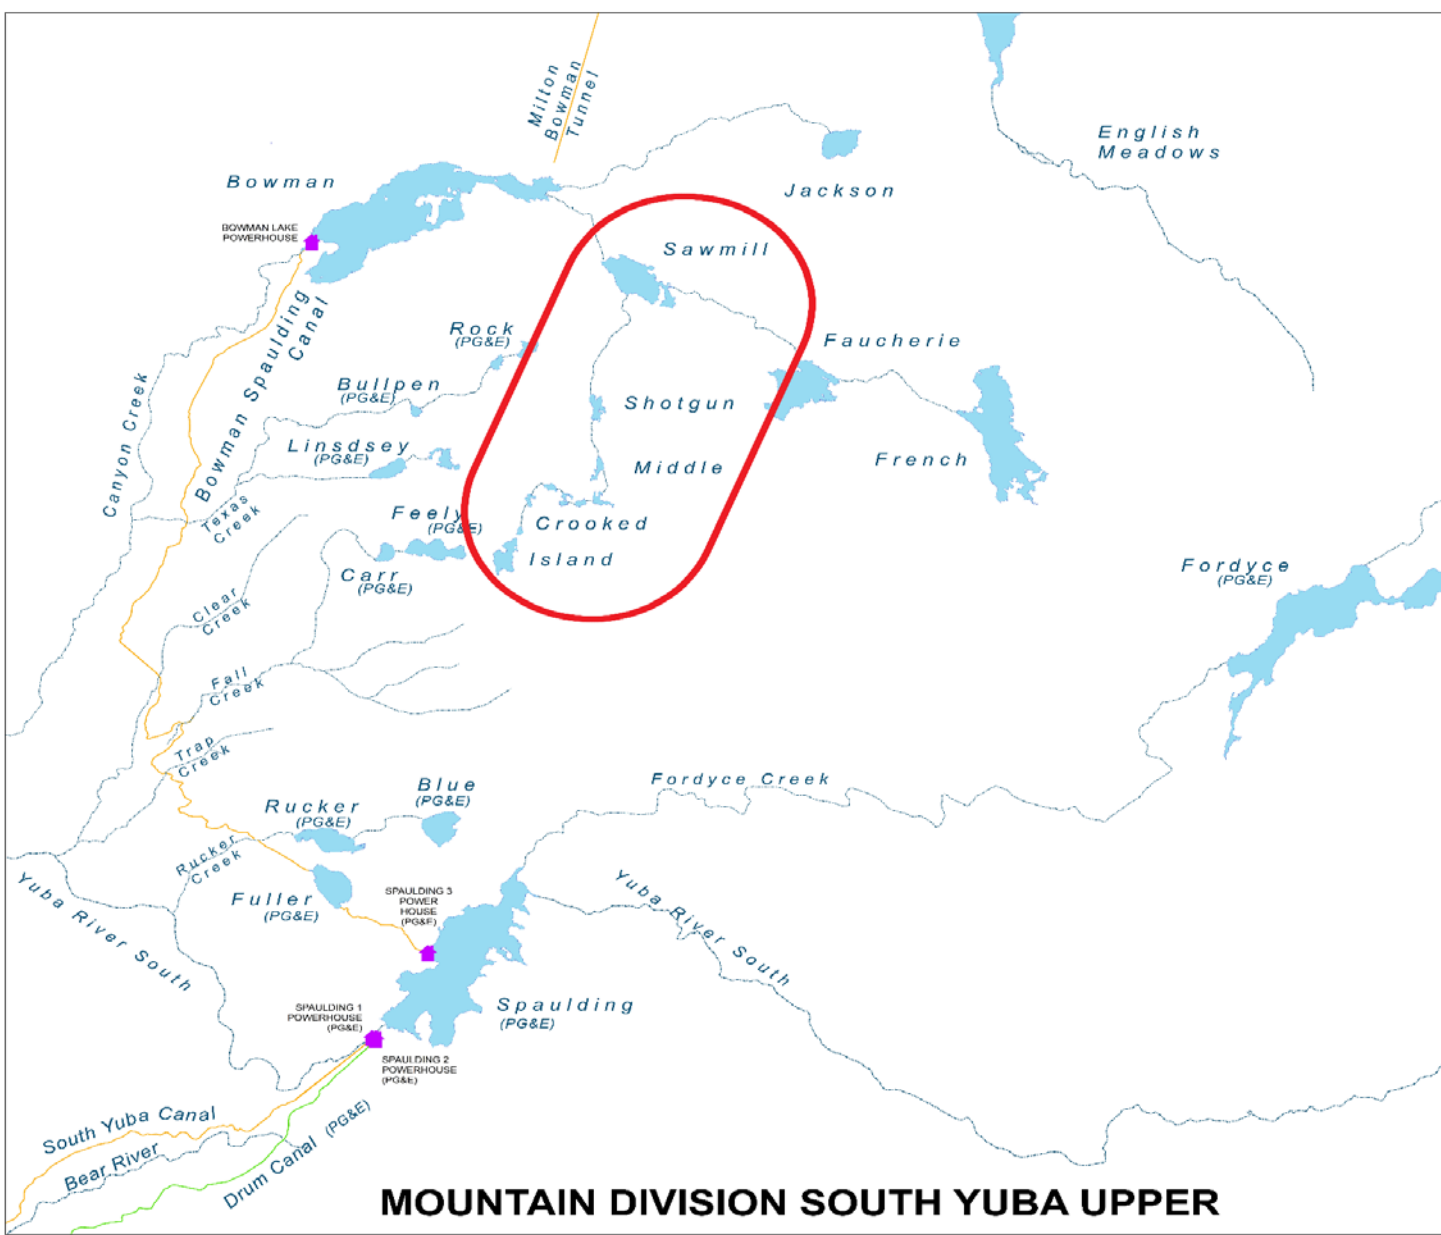 Milton
Bowman
Tunnel
English
Meadows
Bowman
Jackson
BOWMAN LAKE
POWERHOUSE
Sawmill
Bowman Spaulding
Canal
Rock
(PG&E)
Faucherie
Canyon Creek
Bullpen
(PG&E)
Shotgun
Linsdsey
(PG&E)
Middle
French
Texas
Creek
Feely
(PG&E)
Crooked
Island
Carr
(PG&E)
Fordyce
(PG&E)
Clear
Creek
Fall
Creek
Trap
Creek
Fordyce Creek
Blue
(PG&E)
Rucker
(PG&E)
Rucker
Creek
Yuba River South
Fuller
(PG&E)
SPAULDING 3
POWER
HOUSE
(PG&E)
Yuba River South
Spaulding
(PG&E)
SPAULDING 1
POWERHOUSE
(PG&E)
SPAULDING 2
POWERHOUSE
(PG&E)
South Yuba Canal
Bear River
Drum Canal (PG&E)
MOUNTAIN DIVISION SOUTH YUBA UPPER